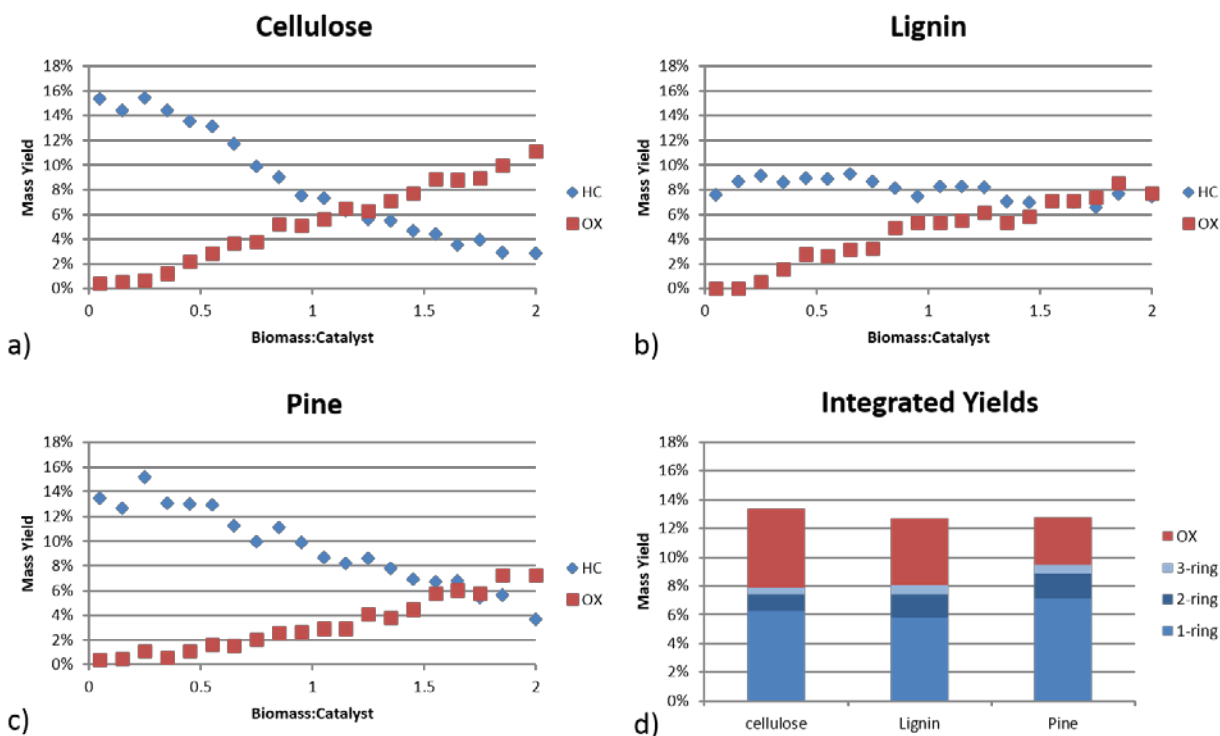 Cellulose
18%
16%
14%
12%
10%
8%
6%
4%
2%
0%
Mass Yield
0 0.5 1 1.5 2
Biomass:Catalyst
HC
OX
a)
Lignin
18%
16%
14%
12%
10%
8%
6%
4%
2%
0%
Mass Yield
0 0.5 1 1.5 2
Biomass:Catalyst
HC
OX
b)
Pine
18%
16%
14%
12%
10%
8%
6%
4%
2%
0%
Mass Yield
0 0.5 1 1.5 2
Biomass:Catalyst
HC
OX
c)
Integrated Yields
18%
16%
14%
12%
10%
8%
6%
4%
2%
0%
Mass Yield
cellulose Lignin Pine
OX
3-ring
2-ring
1-ring
d)